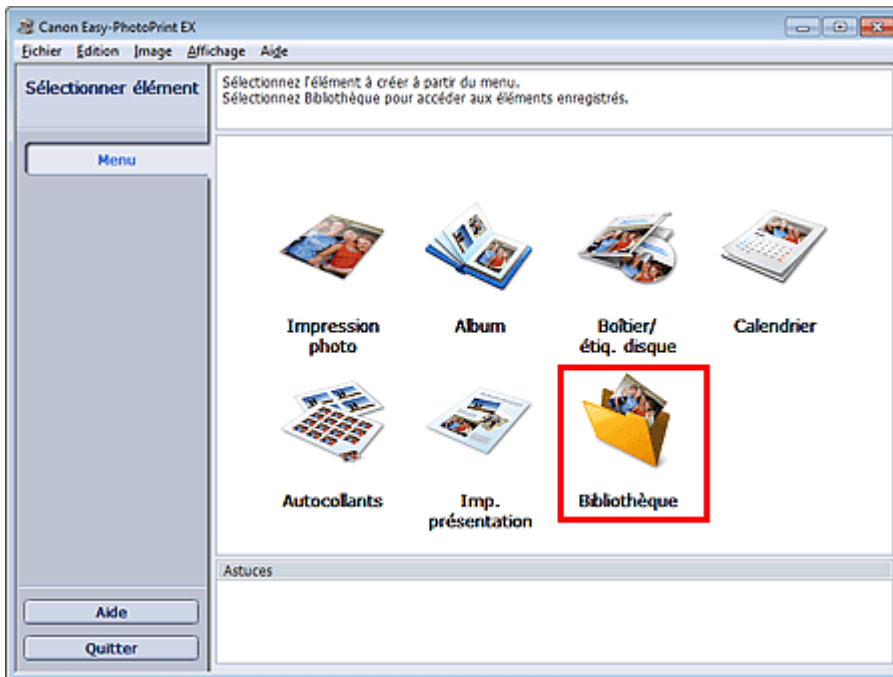 Canon Easy-PhotoPrint EX
Fichier Edition Image Affichage Aide
Sélectionner élément
Sélectionnez l'élément à créer à partir du menu.
Sélectionnez Bibliothèque pour accéder aux éléments enregistrés.
Menu
Impression
photo
Album
Boîtier/
étiq. disque
Calendrier
Autocollants
Imp.
présentation
Bibliothèque
Astuces
Aide
Quitter